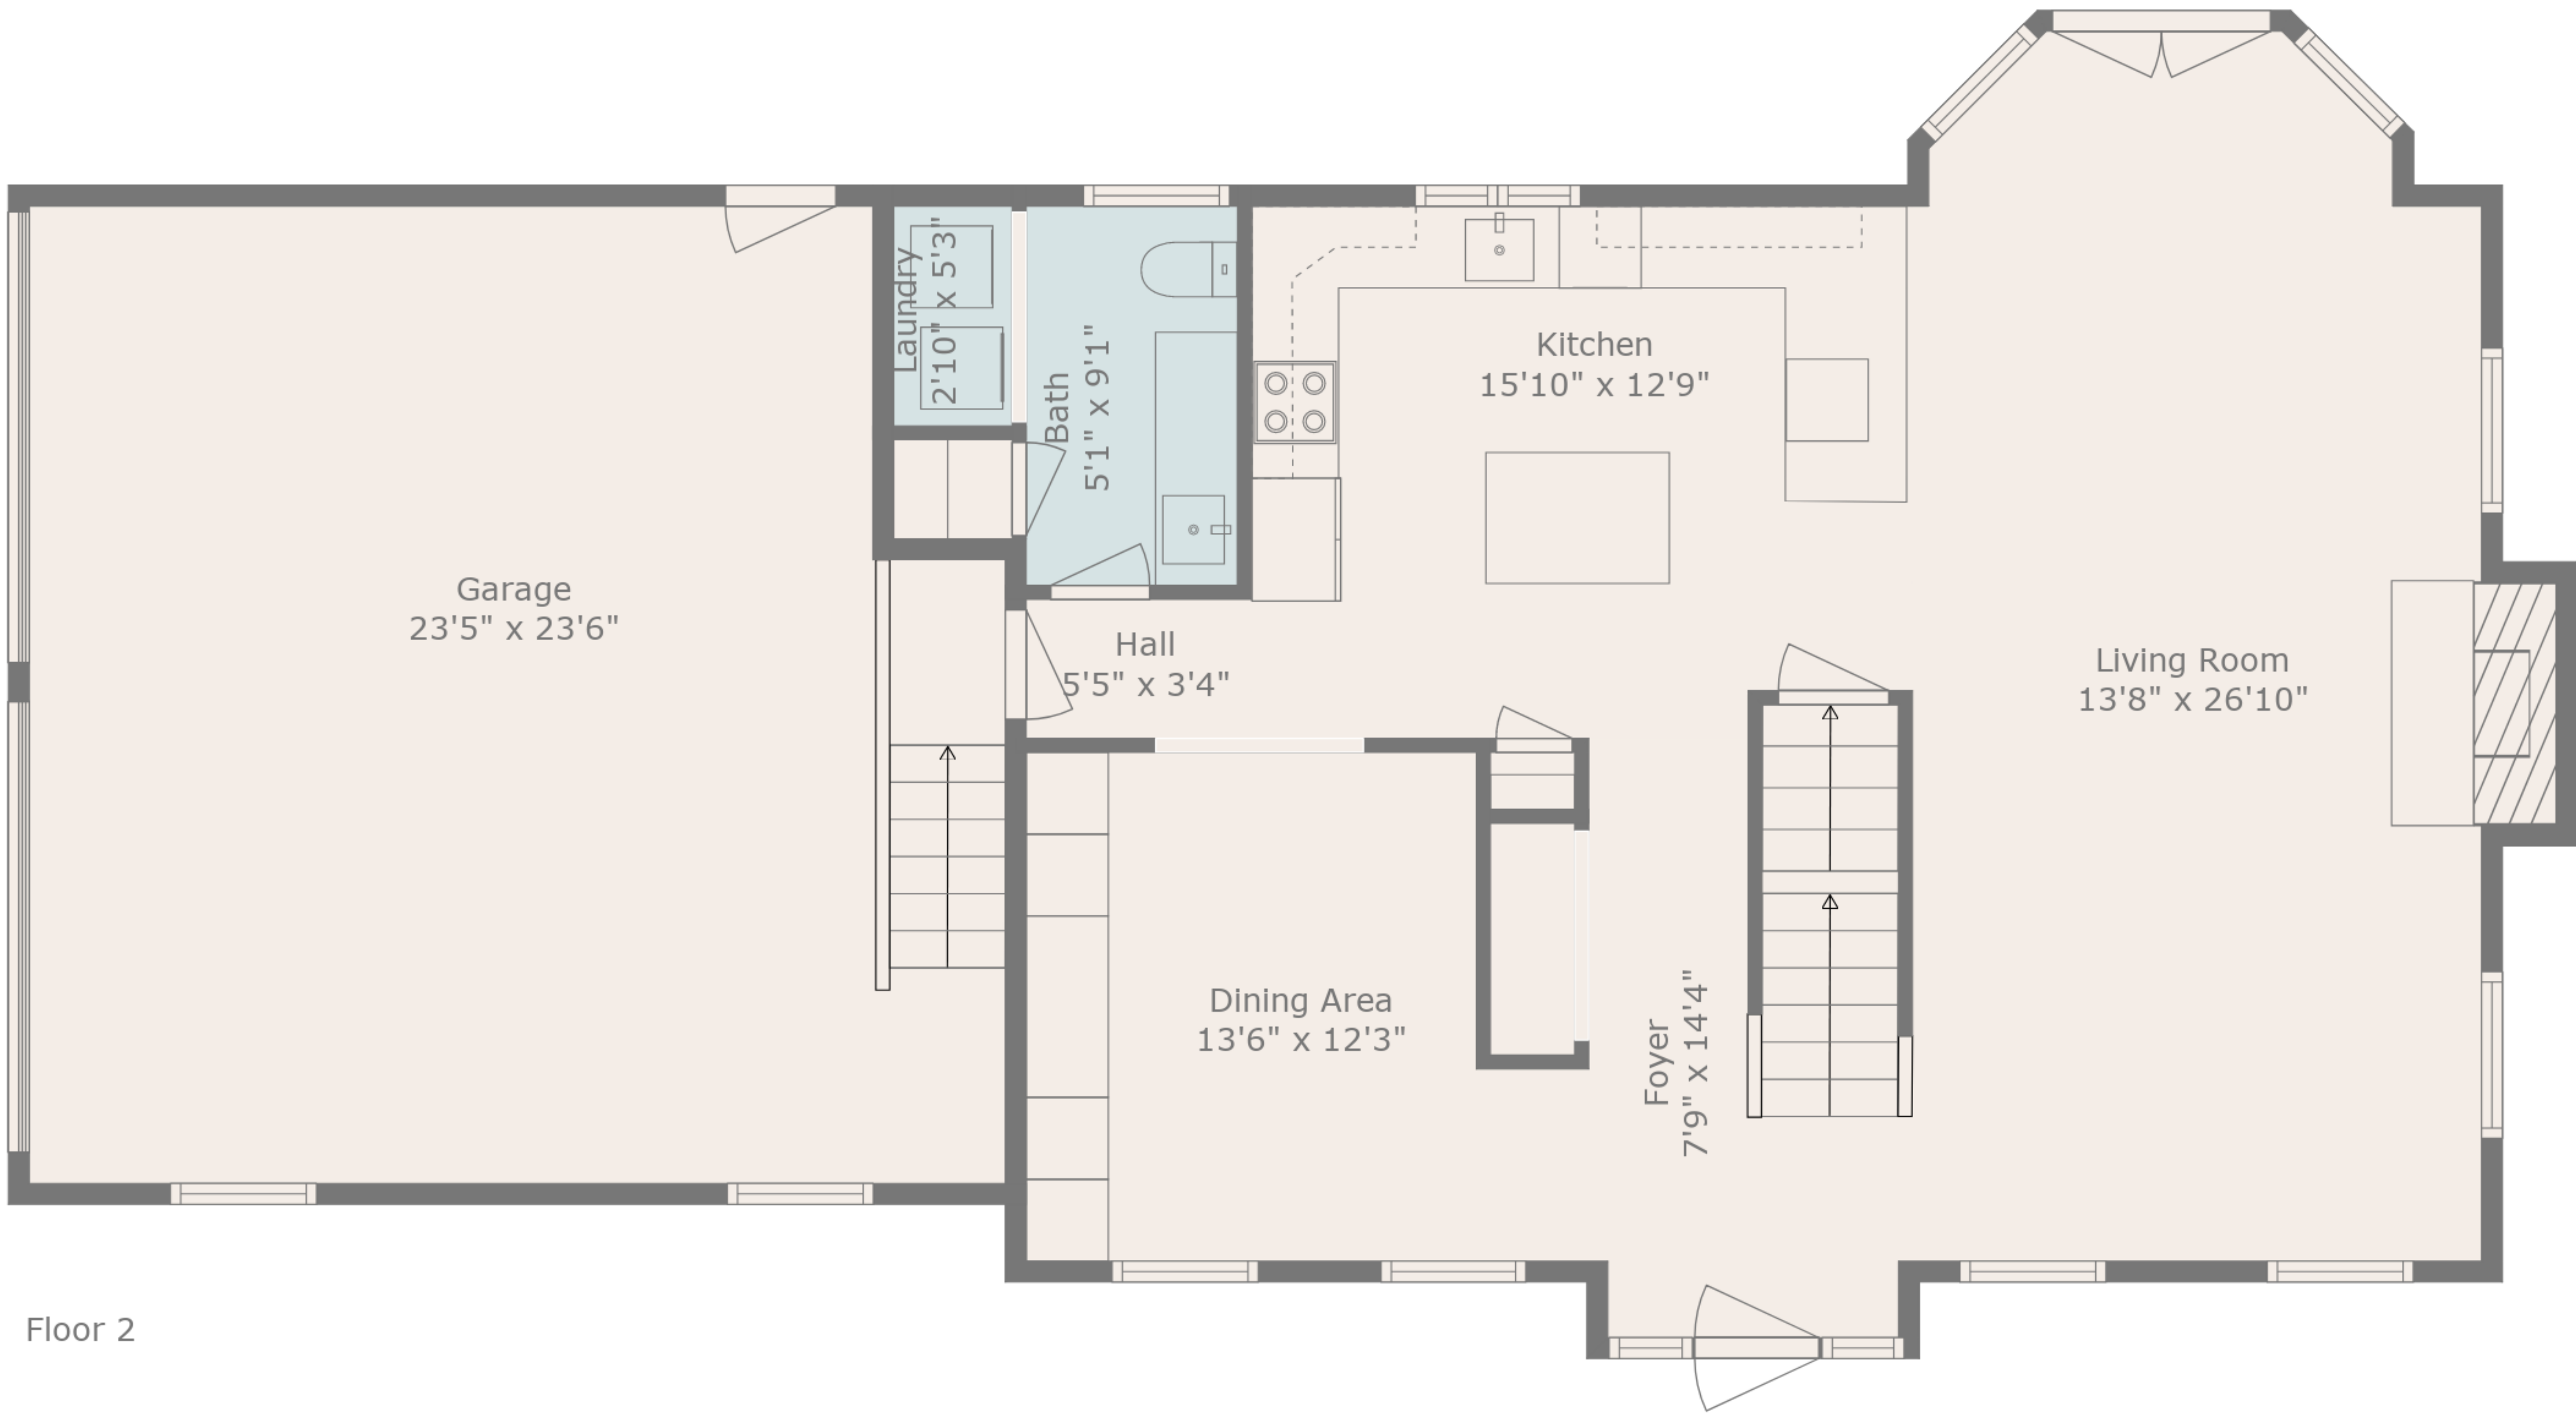 Laundry
2'10" x 5'3"
Bath
5'1" x 9'1"
Kitchen
15'10" x 12'9"
Garage
23'5" x 23'6"
Hall
5'5" x 3'4"
Living Room
13'8" x 26'10"
Dining Area
13'6" x 12'3"
Foyer
7'9" x 14'4"
Floor 2